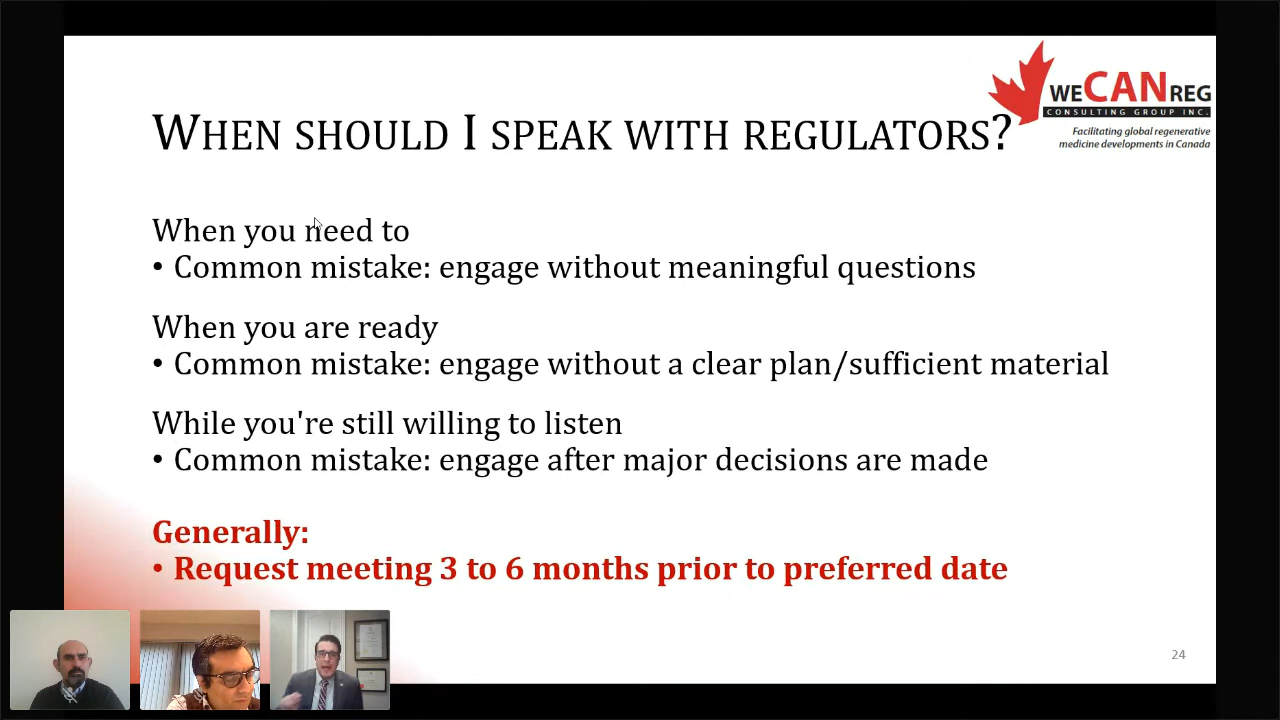 weCANreg
CONSULTING GROUP INC.
Facilitating global regenerative
medicine developments in Canada
WHEN SHOULD I SPEAK WITH REGULATORS?
When you need to
• Common mistake: engage without meaningful questions
When you are ready
• Common mistake: engage without a clear plan/sufficient material
While you're still willing to listen
• Common mistake: engage after major decisions are made
Generally:
• Request meeting 3 to 6 months prior to preferred date
24